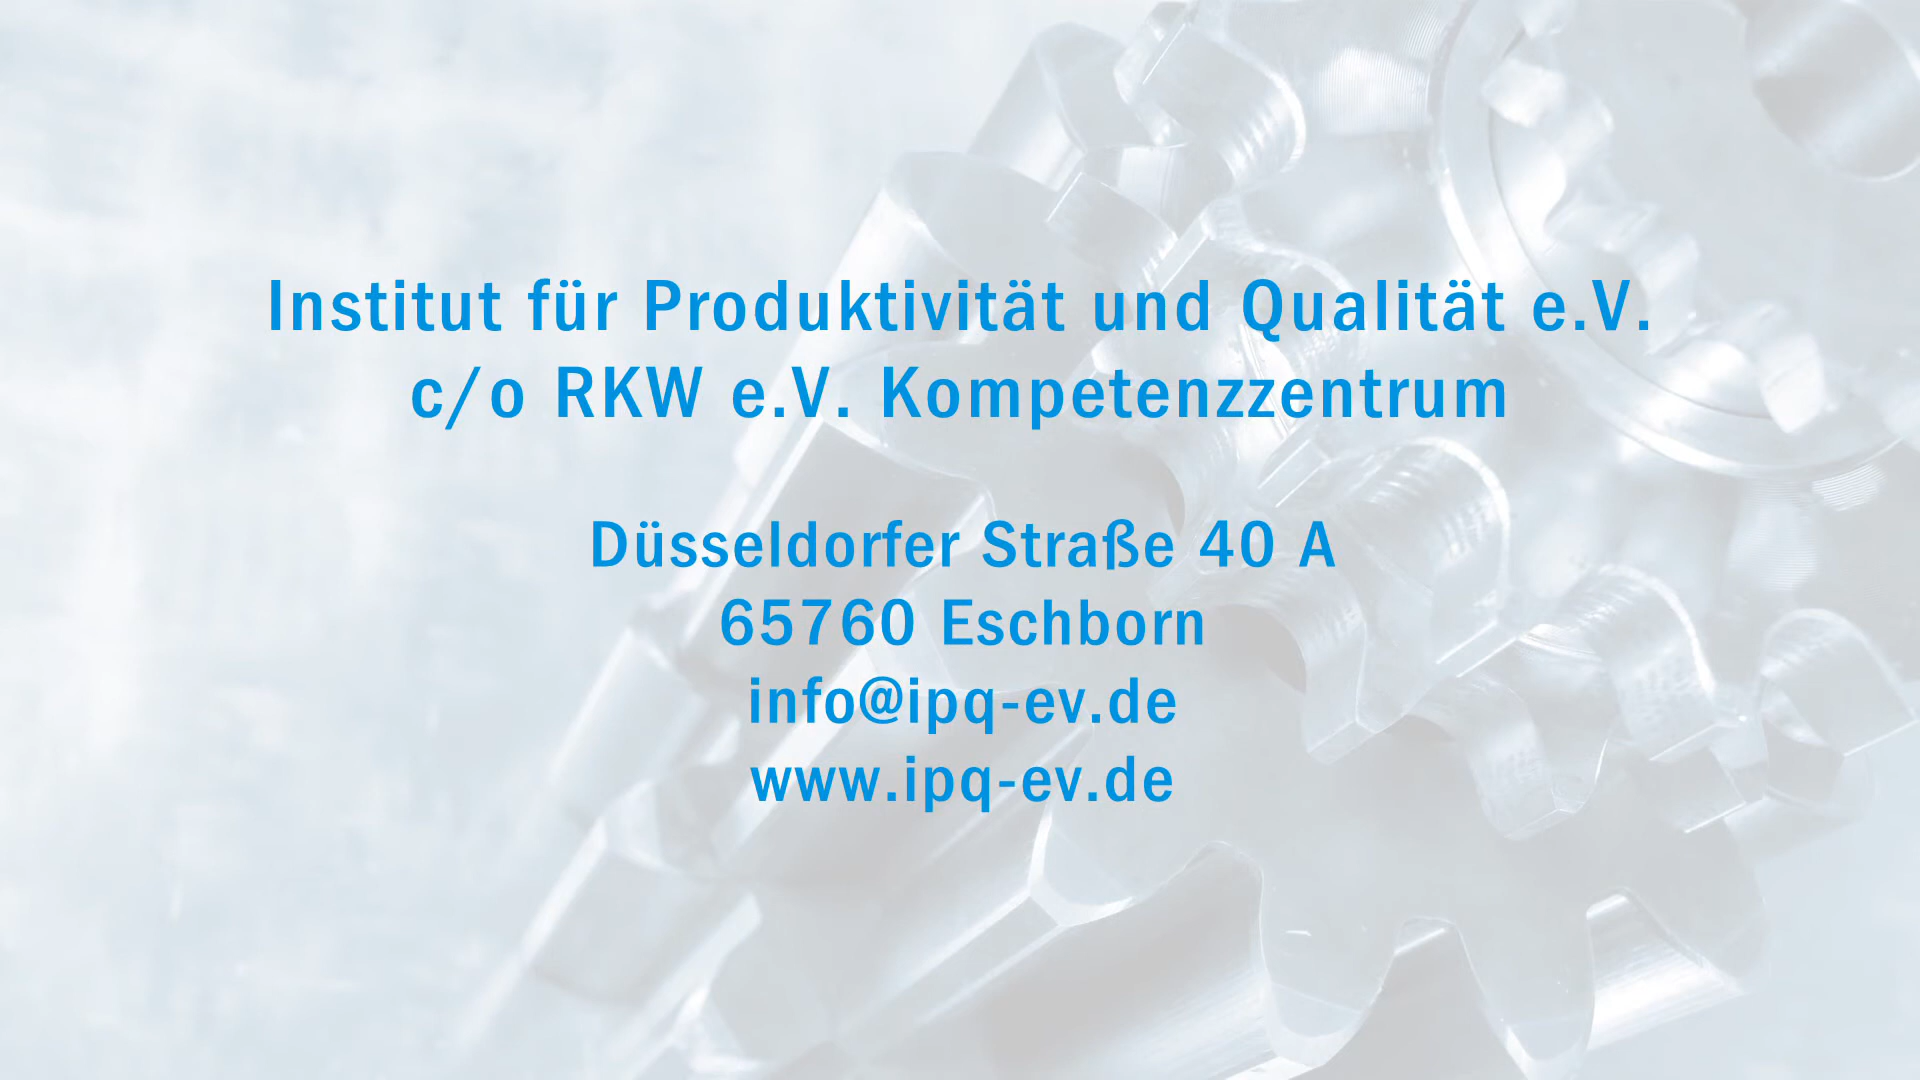 Institut für Produktivität und Qualität e.V.
c/o RKW e.V. Kompetenzzentrum
Düsseldorfer Straße 40 A
65760 Eschborn
info@ipq-ev.de
www.ipq-ev.de